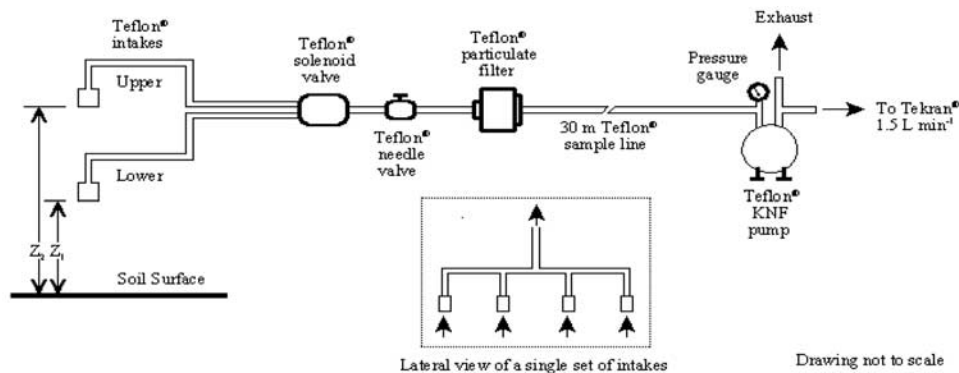 Teflon®
intakes
Upper
Lower
Z₂
Z₁
Soil Surface
Teflon®
solenoid
valve
Teflon®
needle
valve
Teflon®
particulate
filter
30 m Teflon®
sample line
Exhaust
Pressure
gauge
To Tekran®
1.5 L min⁻¹
Teflon®
KNF
pump
Lateral view of a single set of intakes
Drawing not to scale